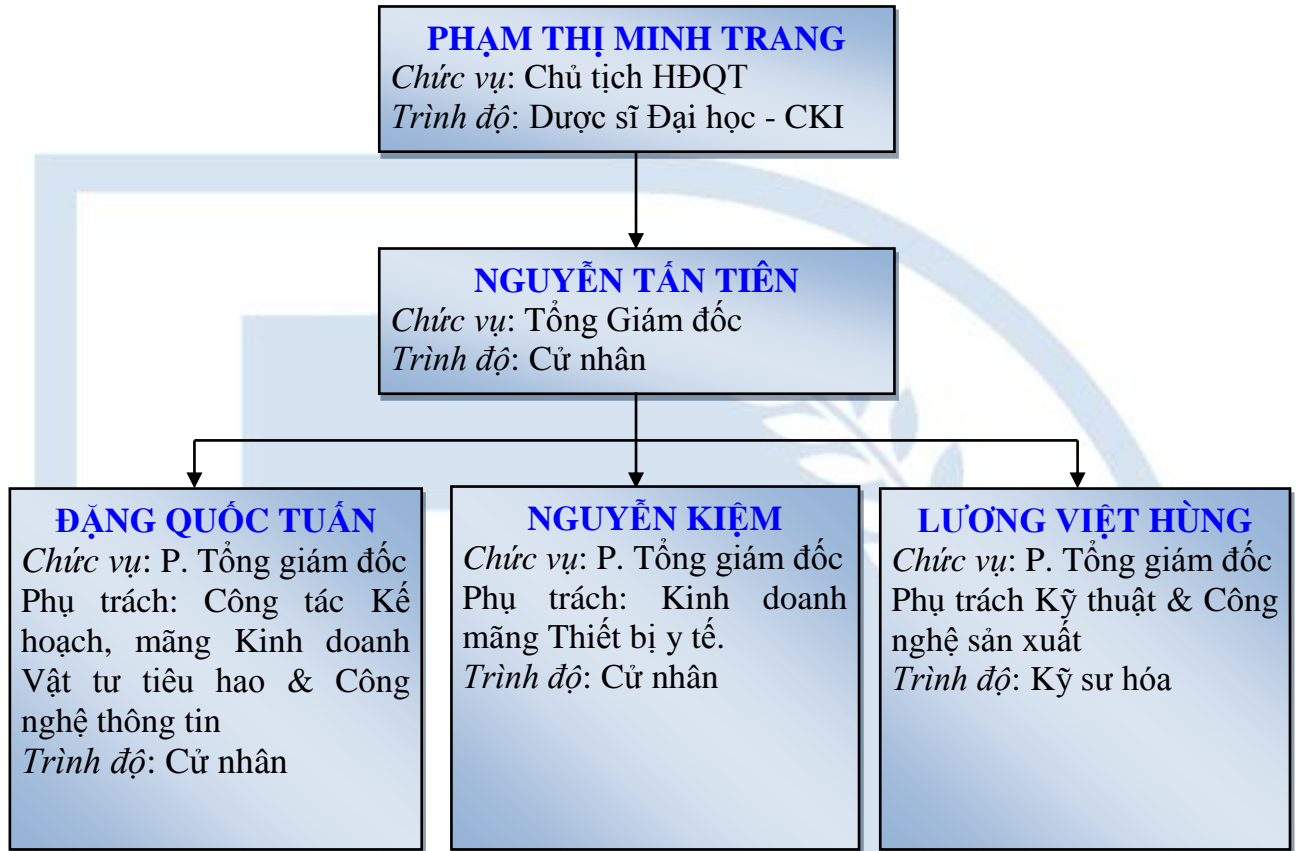 PHẠM THỊ MINH TRANG
Chức vụ: Chủ tịch HĐQT
Trình độ: Dược sĩ Đại học - CKI
NGUYỄN TẤN TIÊN
Chức vụ: Tổng Giám đốc
Trình độ: Cử nhân
ĐẶNG QUỐC TUẤN
Chức vụ: P. Tổng giám đốc
Phụ trách: Công tác Kế
hoạch, mãng Kinh doanh
Vật tư tiêu hao & Công
nghệ thông tin
Trình độ: Cử nhân
NGUYỄN KIỆM
Chức vụ: P. Tổng giám đốc
Phụ trách: Kinh doanh
mãng Thiết bị y tế.
Trình độ: Cử nhân
LƯƠNG VIỆT HÙNG
Chức vụ: P. Tổng giám đốc
Phụ trách Kỹ thuật & Công
nghệ sản xuất
Trình độ: Kỹ sư hóa